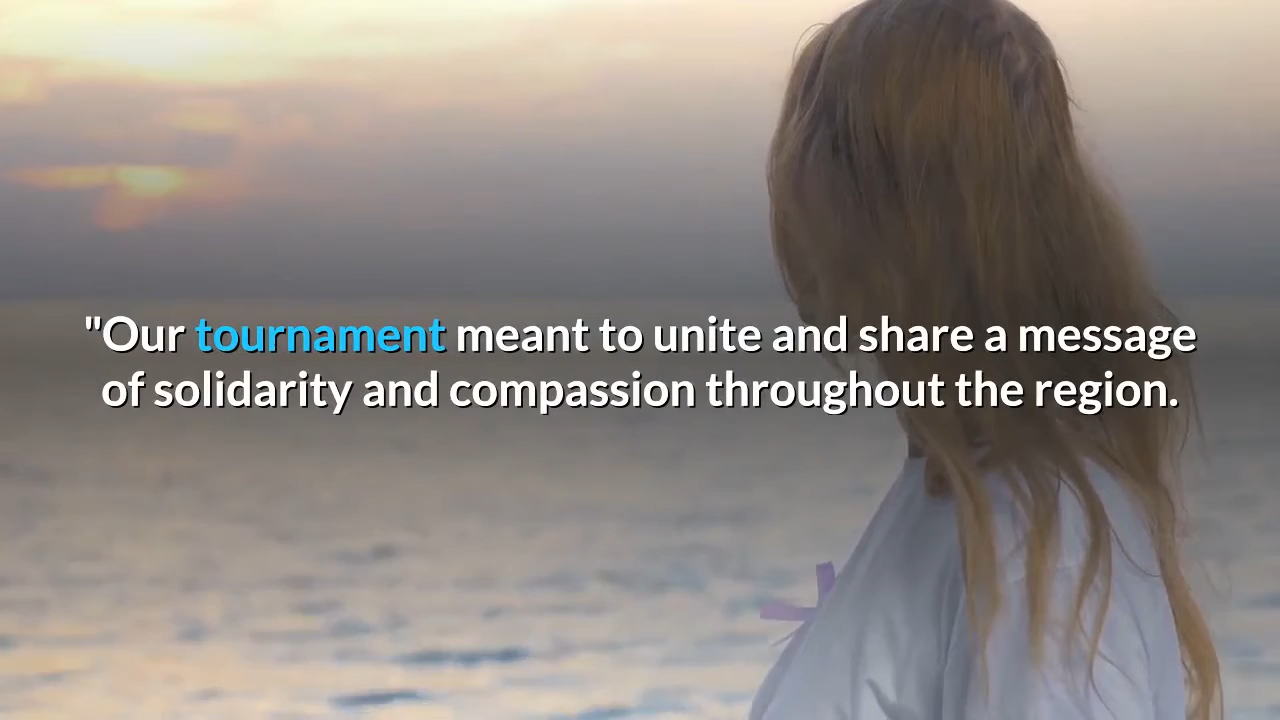 "Our tournament meant to unite and share a message
of solidarity and compassion throughout the region.